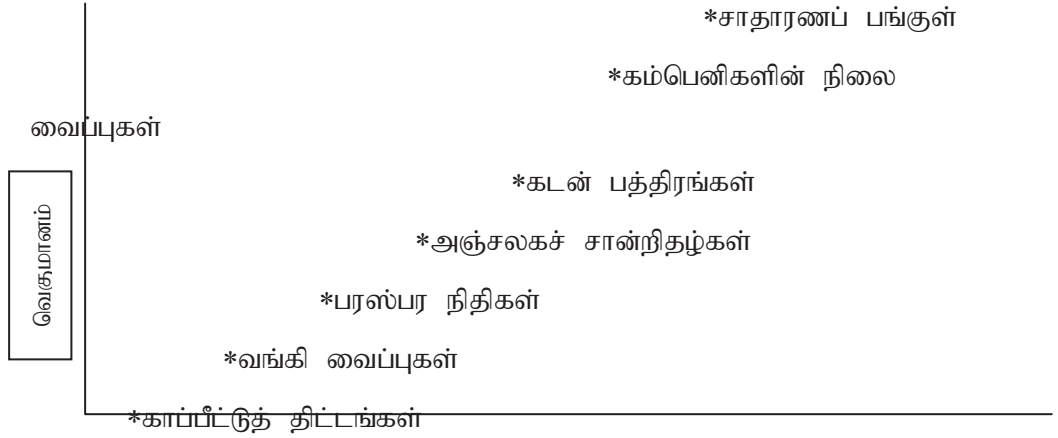 *சாதாரணப் பங்குள்
*கம்பெனிகளின் நிலை
வைப்புகள்
*கடன் பத்திரங்கள்
*அஞ்சலகச் சான்றிதழ்கள்
வெகுமானம்
*பரஸ்பர நிதிகள்
*வங்கி வைப்புகள்
*காப்பீட்டுத் திட்டங்கள்